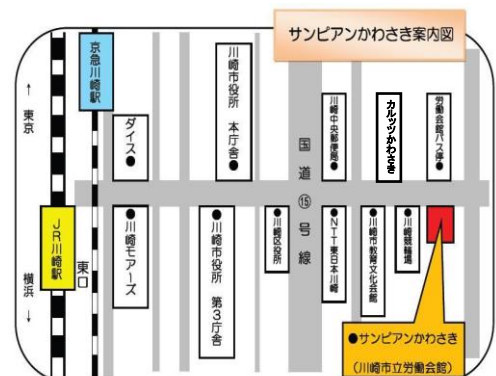 サンピアンかわさき案内図
京急川崎駅
←東京
ダイス●
川崎市役所 本庁舎●
国道⑮号線
川崎中央郵便局●
カルッツかわさき
労働会館バス停●
JR川崎駅
東口
横浜→
●川崎モアーズ
●川崎市役所 第3庁舎
●川崎区役所
●NTT東日本川崎
●川崎市教育文化会館
●川崎競輪場
●サンピアンかわさき
(川崎市立労働会館)